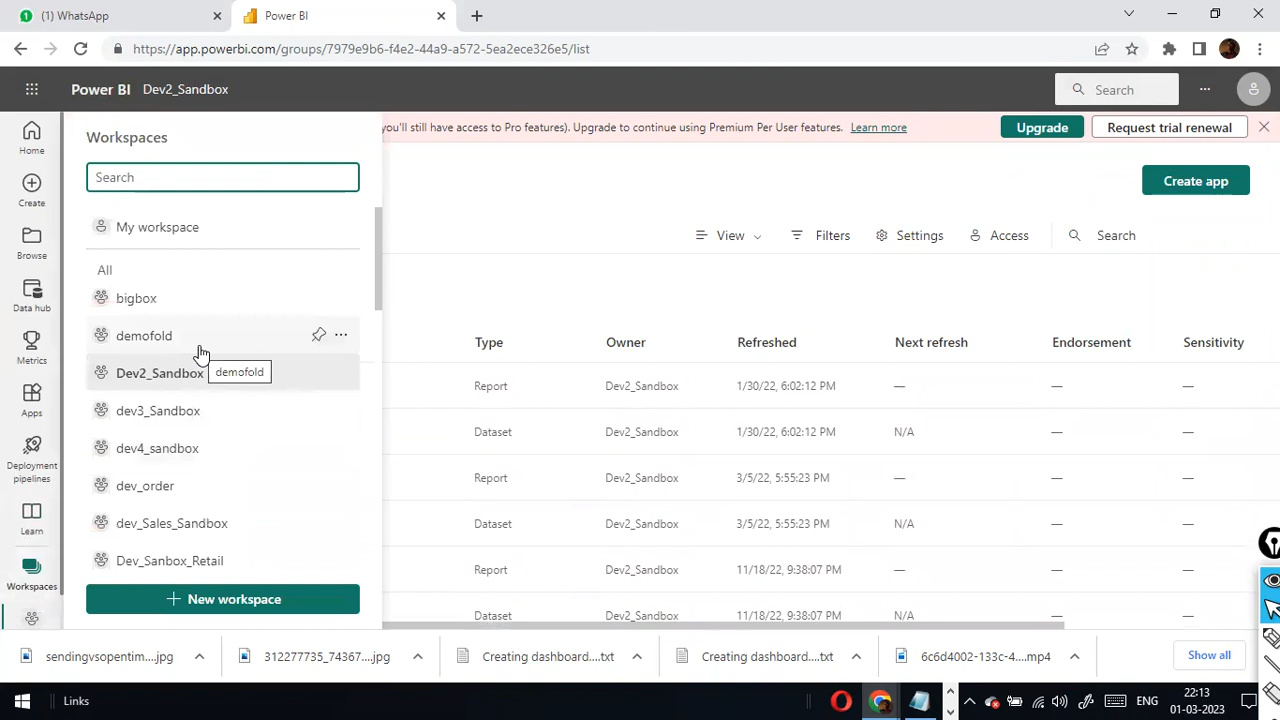 (1) WhatsApp
Power BI
https://app.powerbi.com/groups/7979e9b6-f4e2-44a9-a572-5ea2ece326e5/list
Power BI Dev2_Sandbox
Search
Home
Create
Browse
Data hub
Metrics
Apps
Deployment
pipelines
Learn
Workspaces
Workspaces
Search
My workspace
All
bigbox
demofold
demofold
Dev2_Sandbox
dev3_Sandbox
dev4_sandbox
dev_order
dev_Sales_Sandbox
Dev_Sanbox_Retail
New workspace
you'll still have access to Pro features). Upgrade to continue using Premium Per User features. Learn more
Upgrade
Request trial renewal
Create app
View Filters Settings Access Search
Type Owner Refreshed Next refresh Endorsement Sensitivity
Report Dev2_Sandbox 1/30/22, 6:02:12 PM — — —
Dataset Dev2_Sandbox 1/30/22, 6:02:12 PM N/A — —
Report Dev2_Sandbox 3/5/22, 5:55:23 PM — — —
Dataset Dev2_Sandbox 3/5/22, 5:55:23 PM N/A — —
Report Dev2_Sandbox 11/18/22, 9:38:07 PM — — —
Dataset Dev2_Sandbox 11/18/22, 9:38:07 PM N/A — —
sendingvsopentim....jpg
312277735_74367....jpg
Creating dashboard....txt
Creating dashboard....txt
6c6d4002-133c-4....mp4
Show all
Links
ENG
22:13
01-03-2023